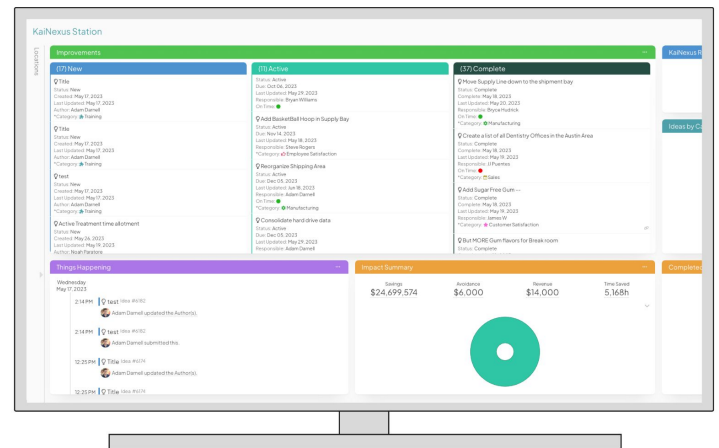 KaiNexus Station
Locations
Improvements
(17) New
Title
Status: New
Created: May 17, 2023
Last Updated: May 17, 2023
Author: Adam Darnell
*Category: Training
Title
Status: New
Created: May 17, 2023
Last Updated: May 17, 2023
Author: Adam Darnell
*Category: Training
test
Status: New
Created: May 17, 2023
Last Updated: May 17, 2023
Author: Adam Darnell
*Category: Training
Active Treatment time allotment
Status: New
Created: May 26, 2023
Last Updated: May 19, 2023
Author: Noah Paratore
(11) Active
Status: Active
Due: Oct 06, 2023
Last Updated: May 29, 2023
Responsible: Bryan Williams
On Time:
Add BasketBall Hoop in Supply Bay
Status: Active
Due: Nov 14, 2023
Last Updated: May 18, 2023
Responsible: Steve Rogers
*Category: Employee Satisfaction
Reorganize Shipping Area
Status: Active
Due: Dec 05, 2023
Last Updated: Jun 18, 2023
Responsible: Adam Darnell
On Time:
*Category: Manufacturing
Consolidate hard drive data
Status: Active
Due: Dec 05, 2023
Last Updated: May 29, 2023
Responsible: Adam Darnell
(37) Complete
Move Supply Line down to the shipment bay
Status: Complete
Complete: May 18, 2023
Last Updated: May 20, 2023
Responsible: Bryce Hudrick
On Time:
*Category: Manufacturing
Create a list of all Dentistry Offices in the Austin Area
Status: Complete
Complete: May 18, 2023
Last Updated: May 19, 2023
Responsible: JJ Puentes
On Time:
*Category: Sales
Add Sugar Free Gum --
Status: Complete
Complete: May 18, 2023
Last Updated: May 19, 2023
Responsible: James W
*Category: Customer Satisfaction
But MORE Gum flavors for Break room
Status: Complete
KaiNexus R
Ideas by C
Things Happening
Wednesday
May 17, 2023
2:14 PM test Idea #6182
Adam Darnell updated the Author(s).
2:14 PM test Idea #6182
Adam Darnell submitted this.
12:25 PM Title Idea #6174
Adam Darnell updated the Author(s).
12:25 PM Title Idea #6174
Impact Summary
Savings
$24,699,574
Avoidance
$6,000
Revenue
$14,000
Time Saved
5,168h
Completed